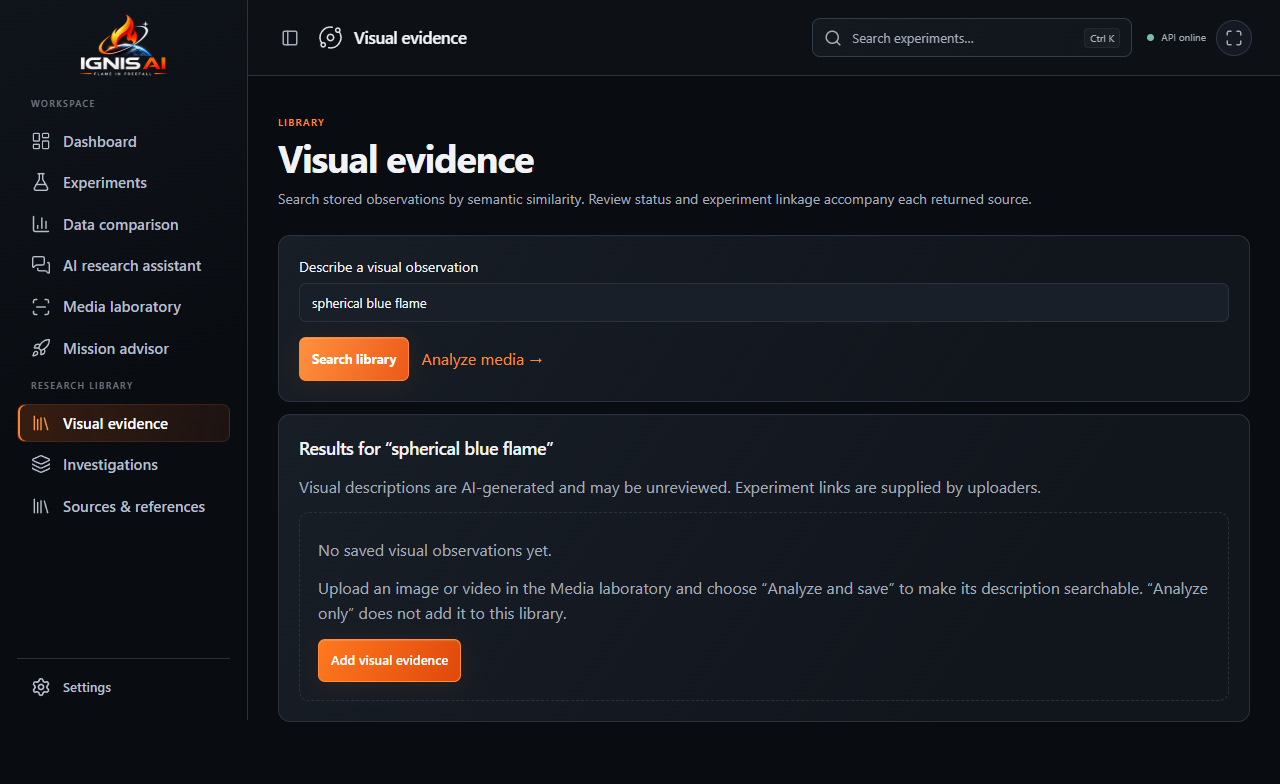 IGNIS AI
FLAME IN FREEFALL
WORKSPACE
Dashboard
Experiments
Data comparison
AI research assistant
Media laboratory
Mission advisor
RESEARCH LIBRARY
Visual evidence
Investigations
Sources & references
Settings
Visual evidence
Search experiments...
Ctrl K
API online
LIBRARY
Visual evidence
Search stored observations by semantic similarity. Review status and experiment linkage accompany each returned source.
Describe a visual observation
spherical blue flame
Search library
Analyze media →
Results for “spherical blue flame”
Visual descriptions are AI-generated and may be unreviewed. Experiment links are supplied by uploaders.
No saved visual observations yet.
Upload an image or video in the Media laboratory and choose “Analyze and save” to make its description searchable. “Analyze
only” does not add it to this library.
Add visual evidence